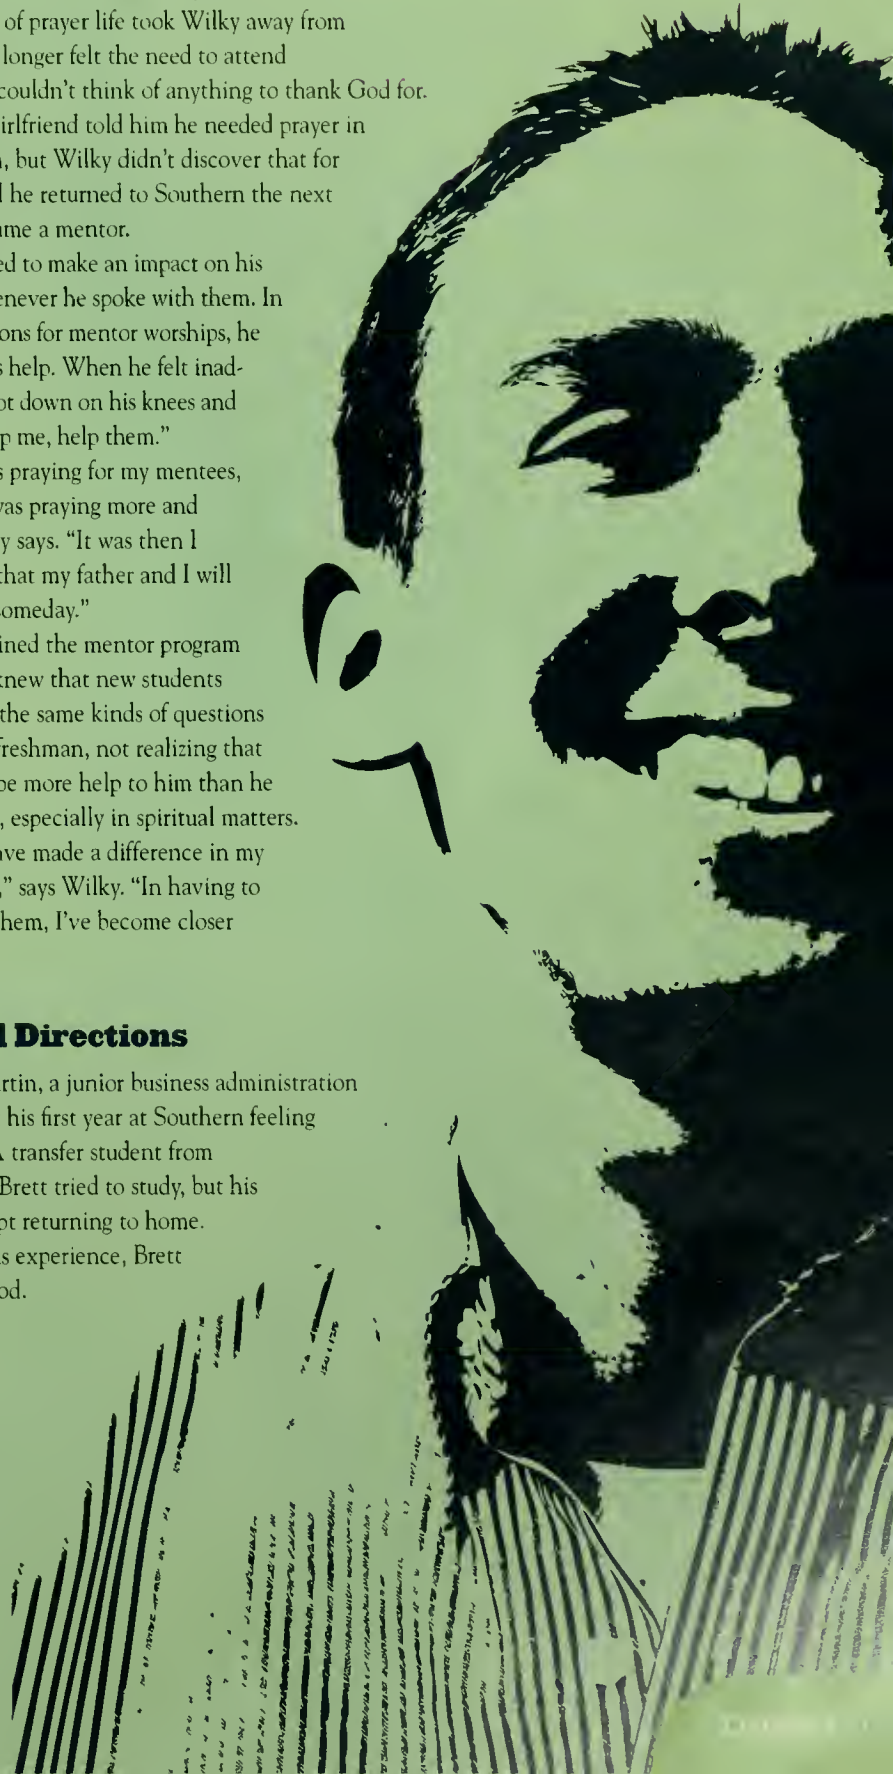 of prayer life took Wilky away from
longer felt the need to attend
couldn't think of anything to thank God for.
irlfriend told him he needed prayer in
, but Wilky didn't discover that for
l he returned to Southern the next
ame a mentor.
ed to make an impact on his
enever he spoke with them. In
ons for mentor worships, he
s help. When he felt inad-
ot down on his knees and
p me, help them."
s praying for my mentees,
vas praying more and
y says. "It was then I
that my father and I will
someday."
ined the mentor program
knew that new students
the same kinds of questions
freshman, not realizing that
be more help to him than he
, especially in spiritual matters.
ave made a difference in my
," says Wilky. "In having to
hem, I've become closer
l Directions
rtin, a junior business administration
his first year at Southern feeling
A transfer student from
Brett tried to study, but his
pt returning to home.
s experience, Brett
od.